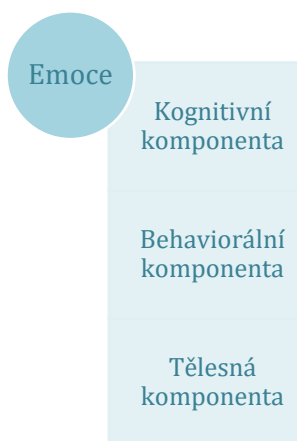 Emoce
Kognitivní
komponenta
Behaviorální
komponenta
Tělesná
komponenta